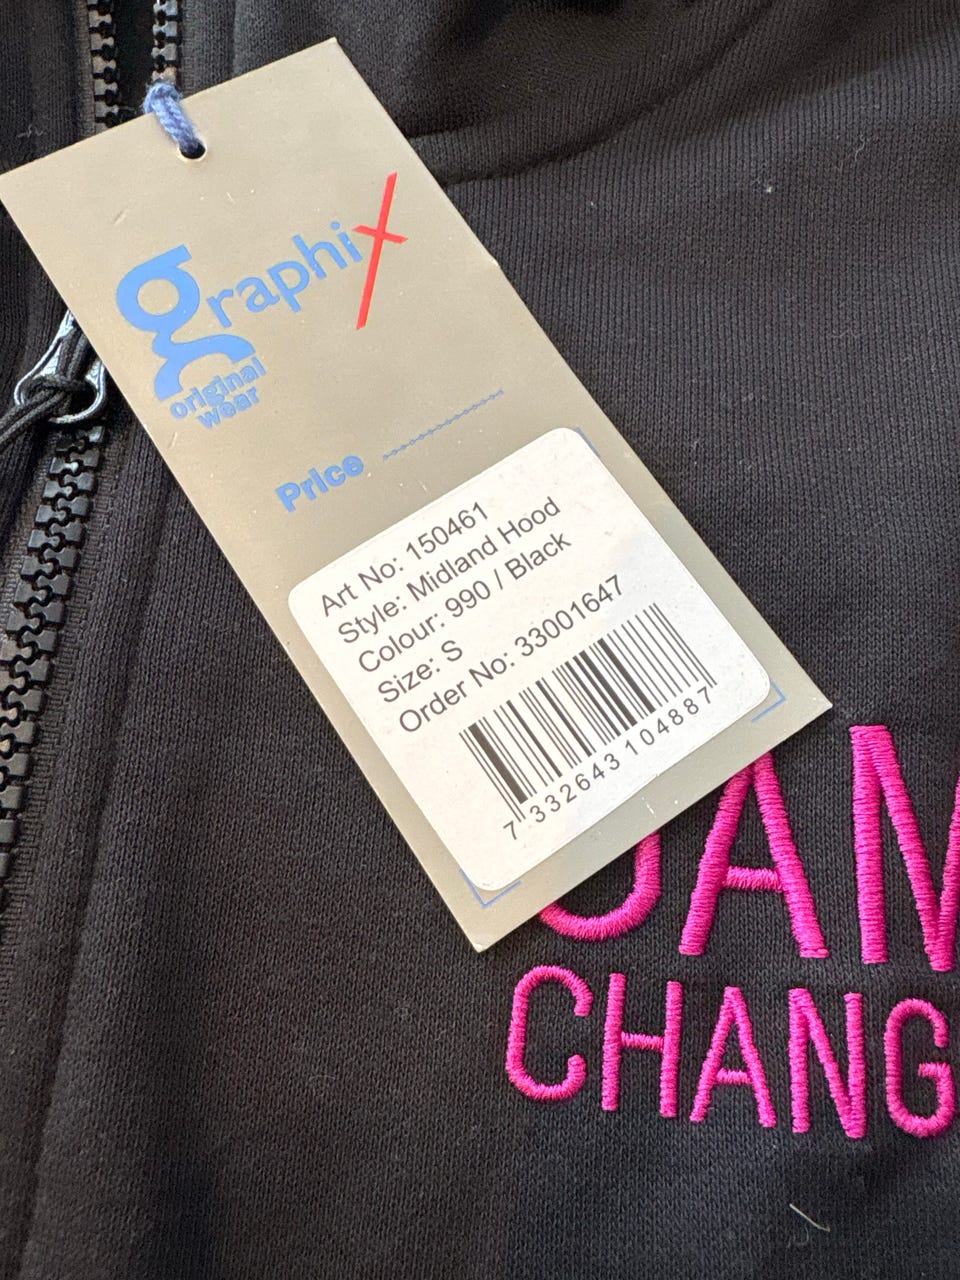 graphix
original
wear
Price
Art No: 150461
Style: Midland Hood
Colour: 990 / Black
Size: S
Order No: 33001647
7 332643 104887
CHANG